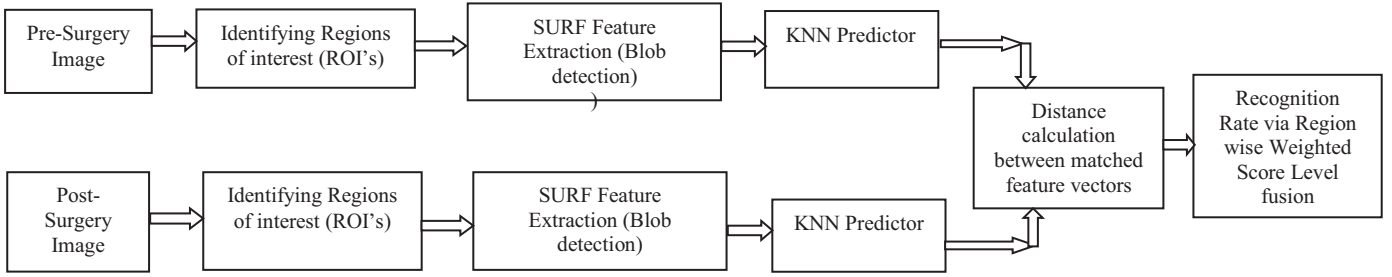 Pre-Surgery
Image
Identifying Regions
of interest (ROI's)
SURF Feature
Extraction (Blob
detection)
)
KNN Predictor
Distance
calculation
between matched
feature vectors
Recognition
Rate via Region
wise Weighted
Score Level
fusion
Post-
Surgery
Image
Identifying Regions
of interest (ROI's)
SURF Feature
Extraction (Blob
detection)
KNN Predictor